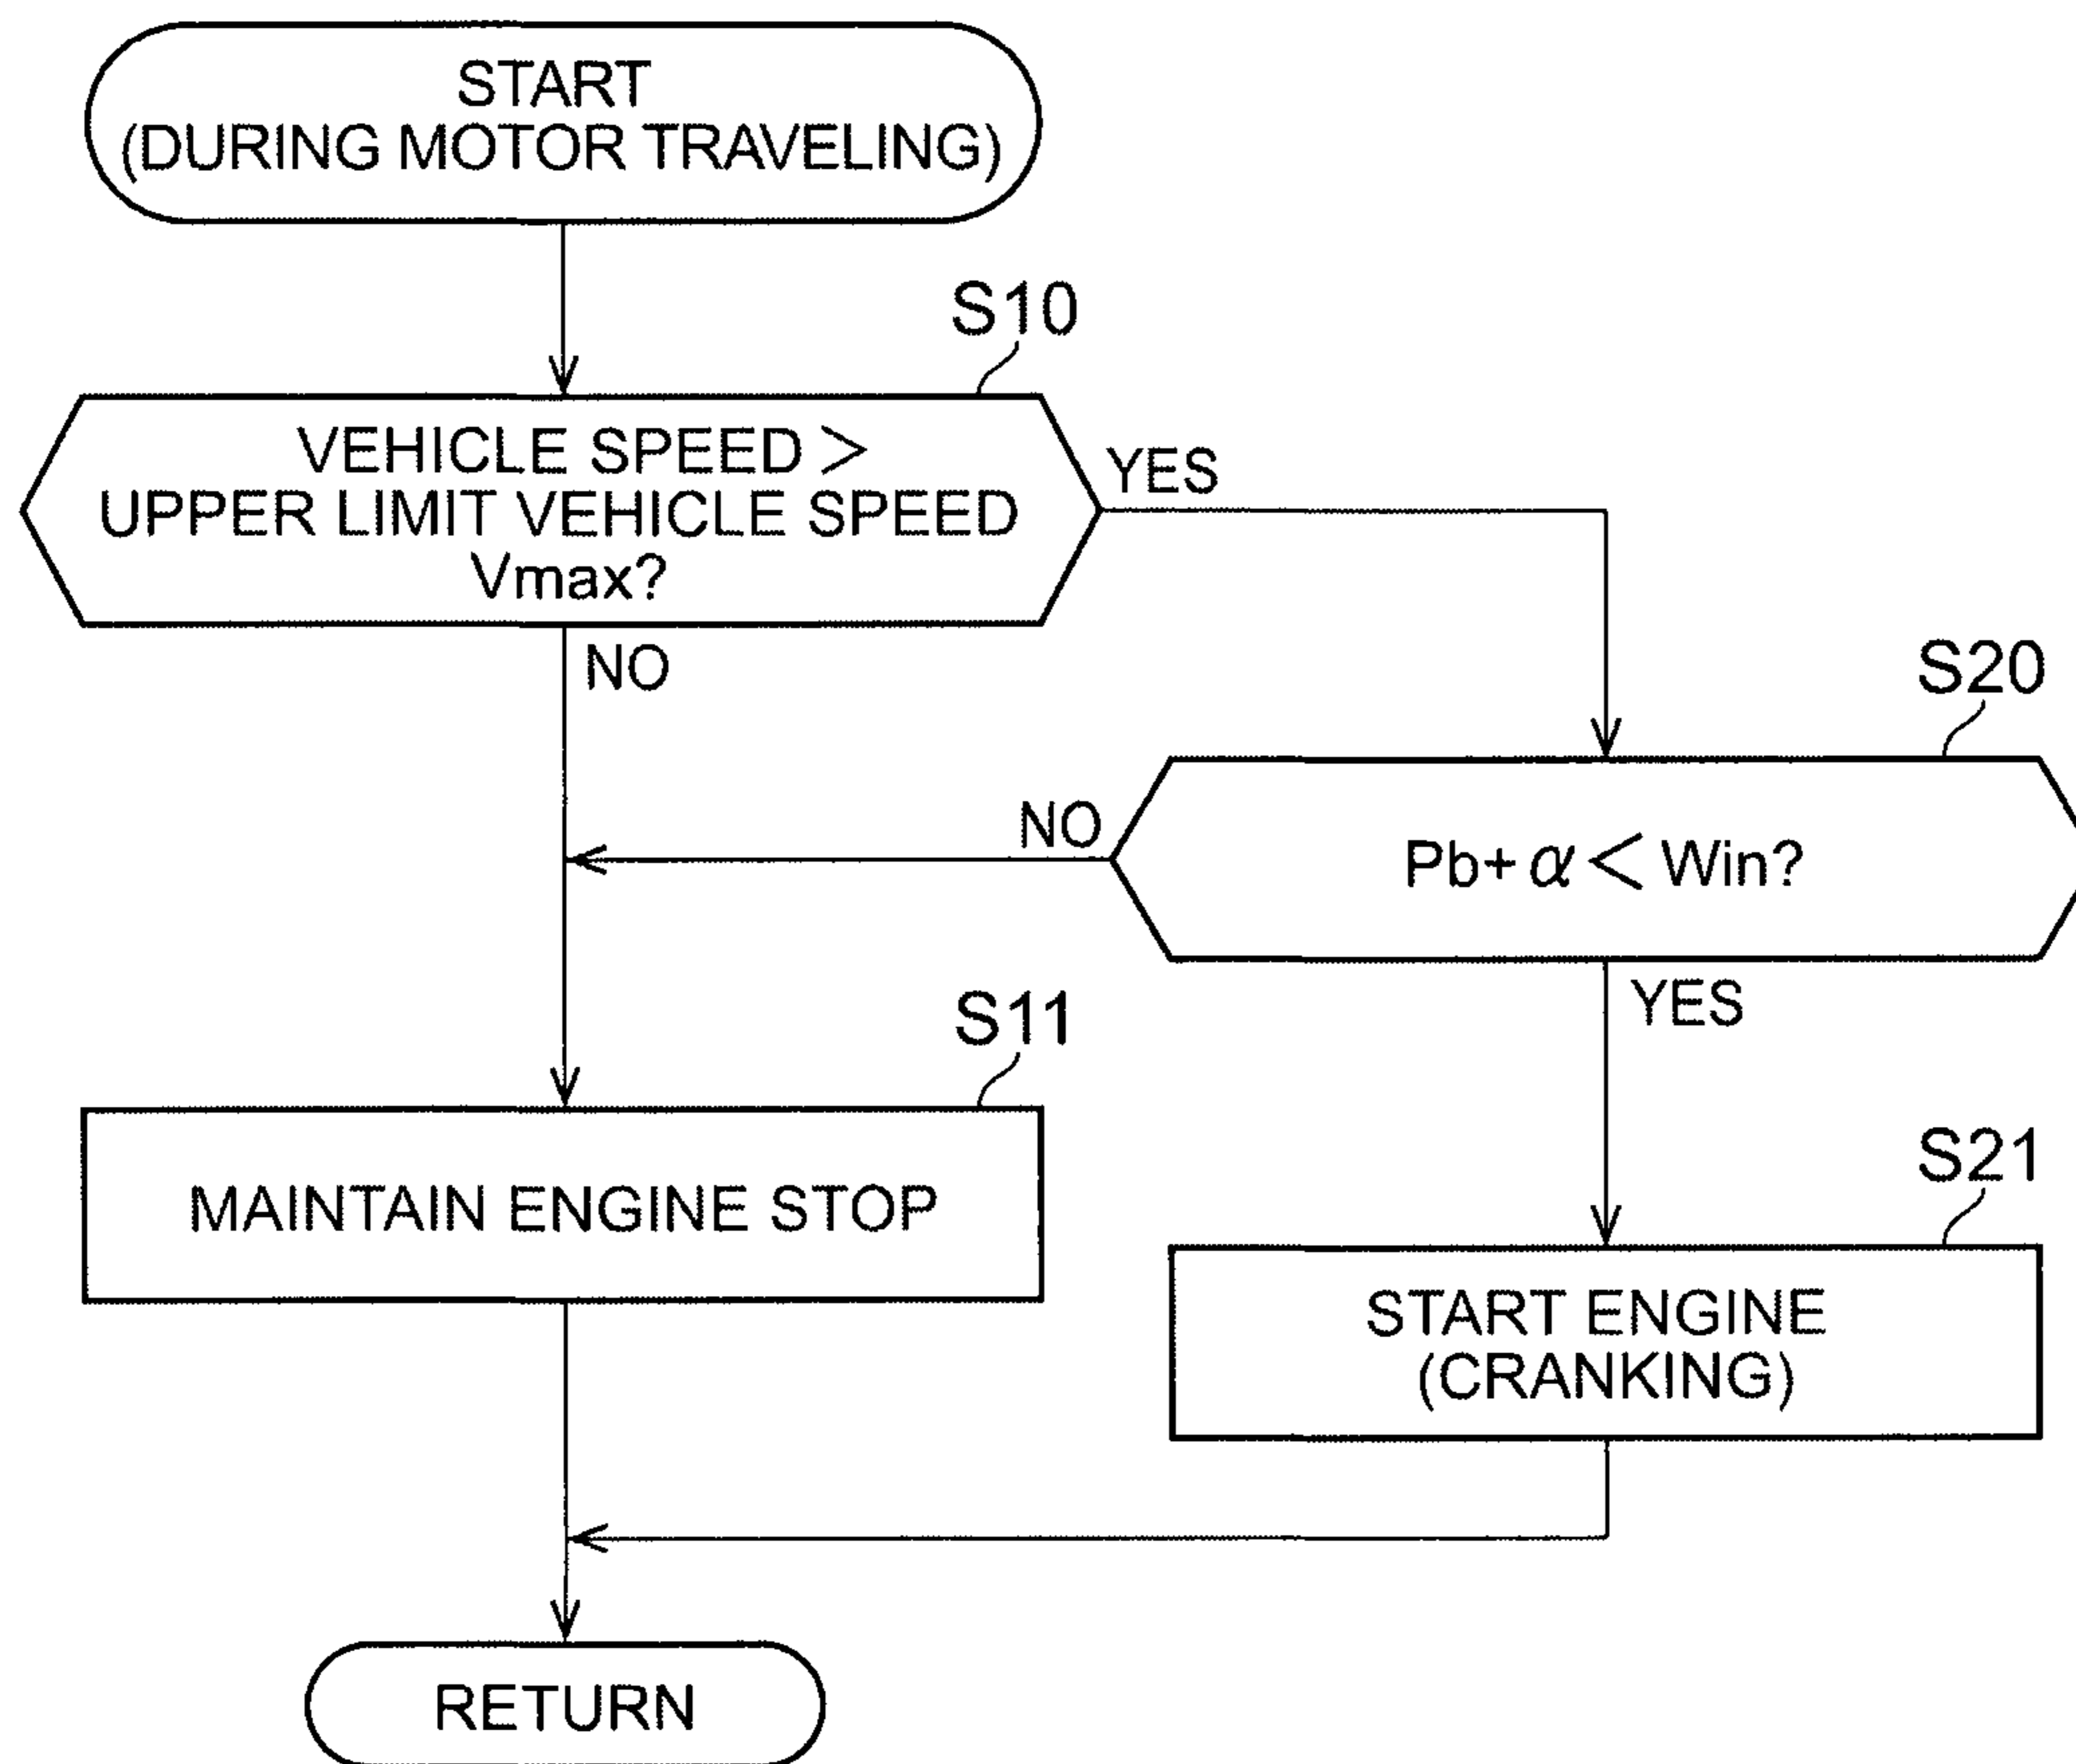 START
(DURING MOTOR TRAVELING)
S10
VEHICLE SPEED >
UPPER LIMIT VEHICLE SPEED
Vmax?
YES
NO
S20
NO
Pb+α < Win?
YES
S11
MAINTAIN ENGINE STOP
S21
START ENGINE
(CRANKING)
RETURN